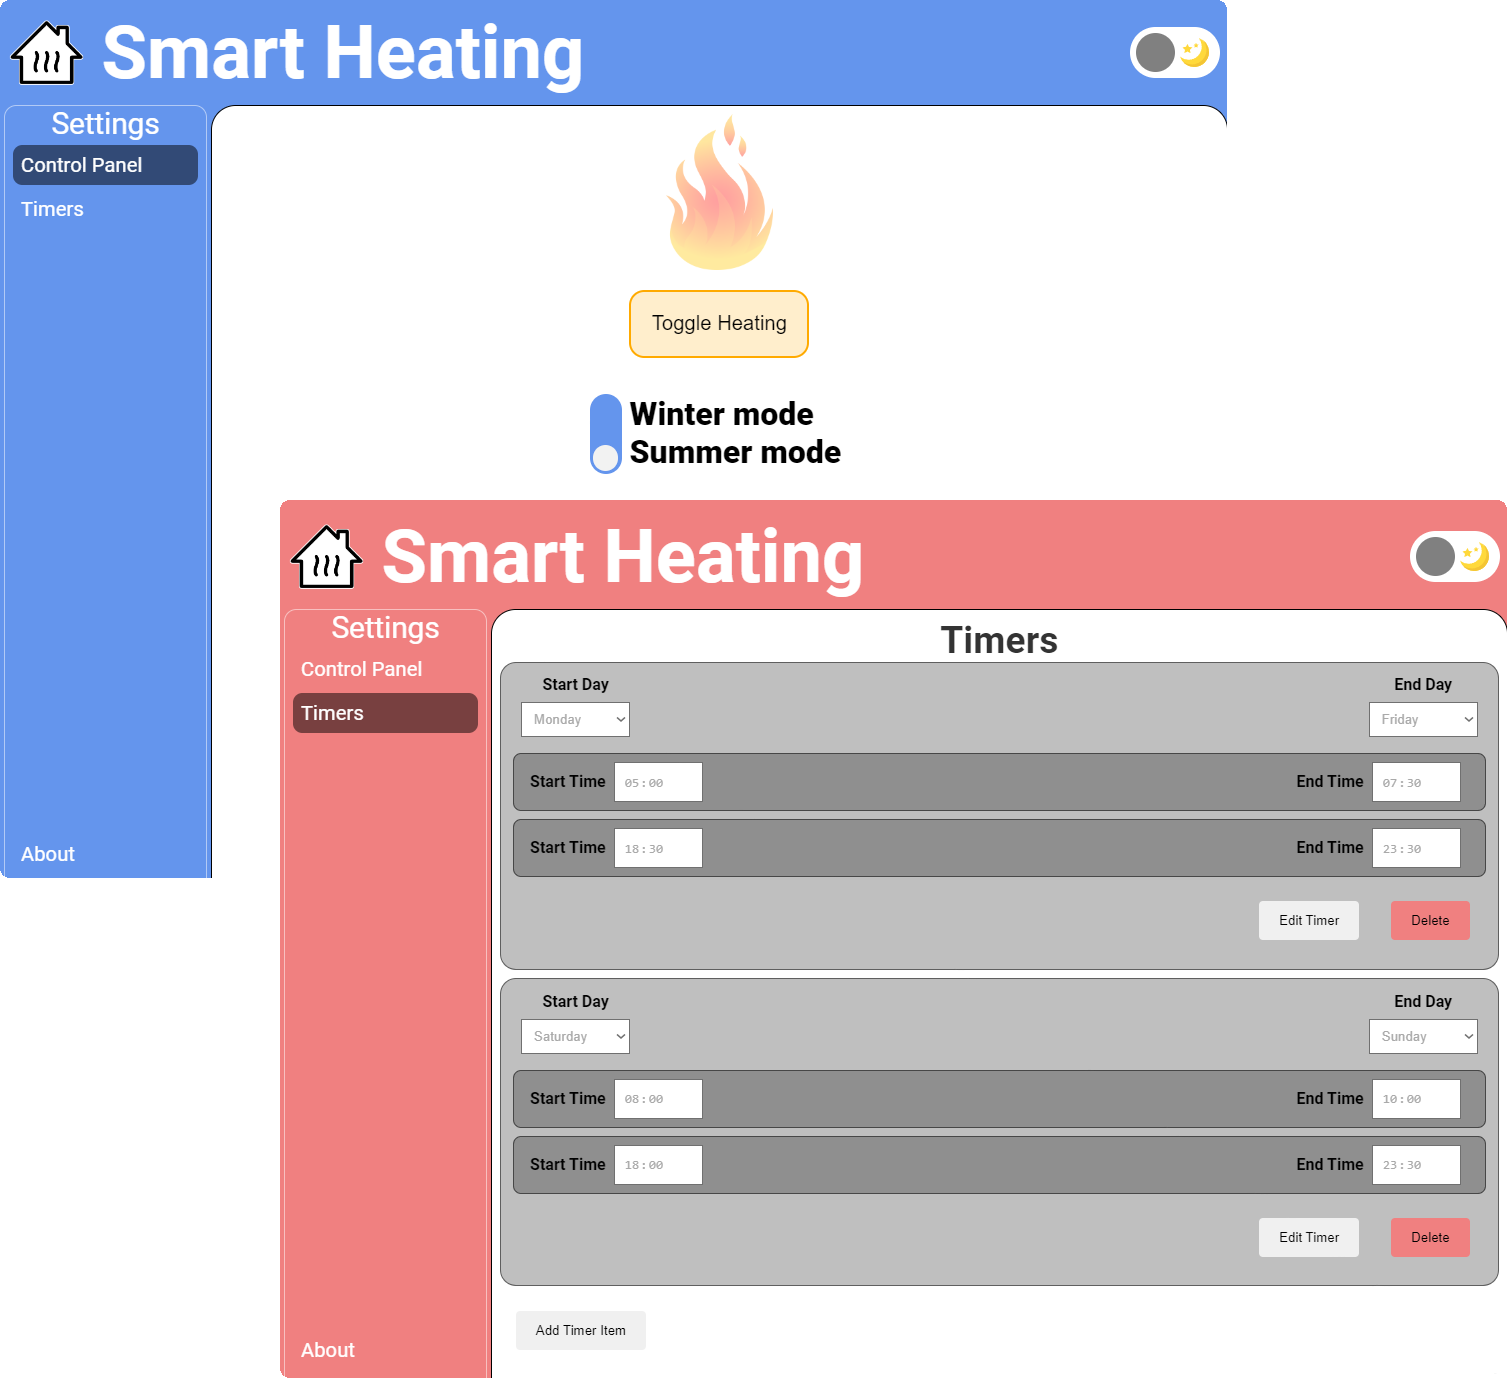 Smart Heating
Settings
Control Panel
Timers
About
Toggle Heating
Winter mode
Summer mode
Smart Heating
Settings
Control Panel
Timers
About
Timers
Start Day End Day
Monday Friday
Start Time 05:00 End Time 07:30
Start Time 18:30 End Time 23:30
Edit Timer Delete
Start Day End Day
Saturday Sunday
Start Time 08:00 End Time 10:00
Start Time 18:00 End Time 23:30
Edit Timer Delete
Add Timer Item